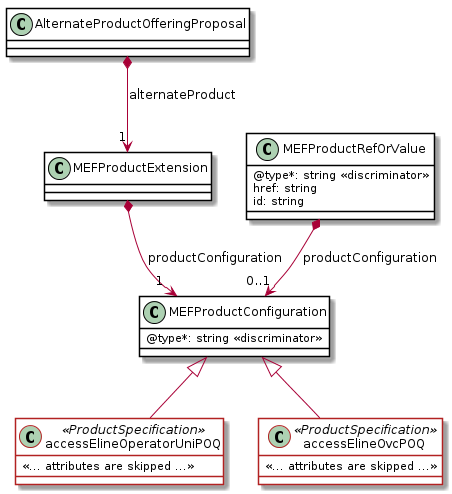 C AlternateProductOfferingProposal
alternateProduct
1
C MEFProductExtension
C MEFProductRefOrValue
@type*: string «discriminator»
href: string
id: string
productConfiguration
productConfiguration
1
0..1
C MEFProductConfiguration
@type*: string «discriminator»
C «ProductSpecification»
accessElineOperatorUniPOQ
«... attributes are skipped ...»
C «ProductSpecification»
accessElineOvcPOQ
«... attributes are skipped ...»